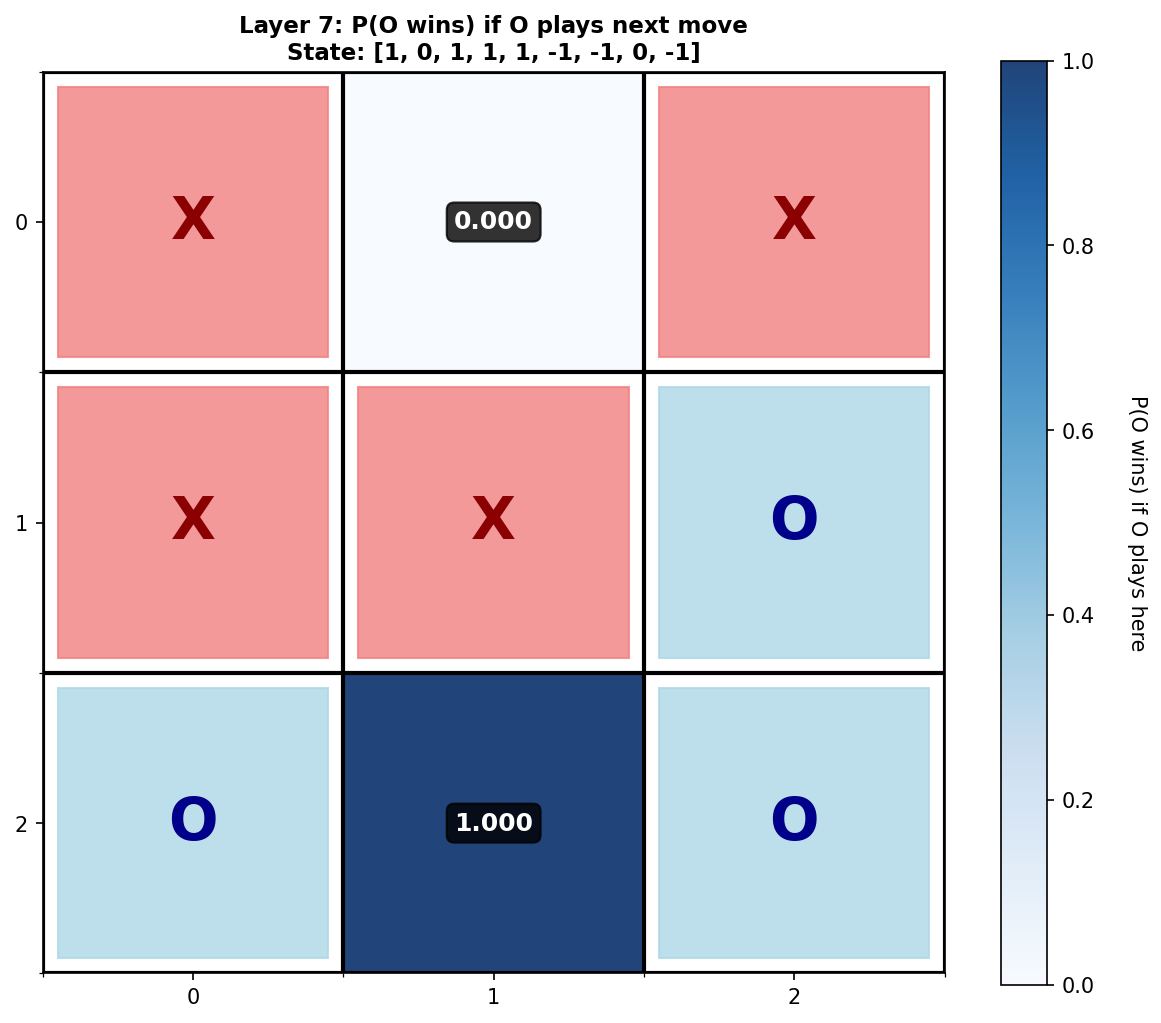 Layer 7: P(O wins) if O plays next move
State: [1, 0, 1, 1, 1, -1, -1, 0, -1]
X 0.000 X
X X O
O 1.000 O
0
1
2
0 1 2
1.0
0.8
0.6
0.4
0.2
0.0
P(O wins) if O plays here